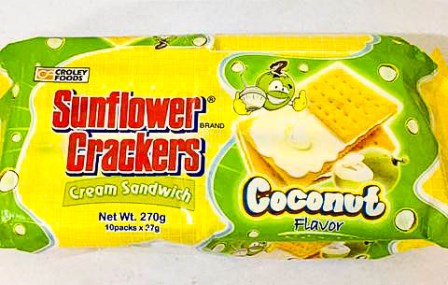 CROLEY
FOODS
Sunflower®
BRAND
Crackers
Cream Sandwich
Coconut
Flavor
Net Wt. 270g
10packs x 27g